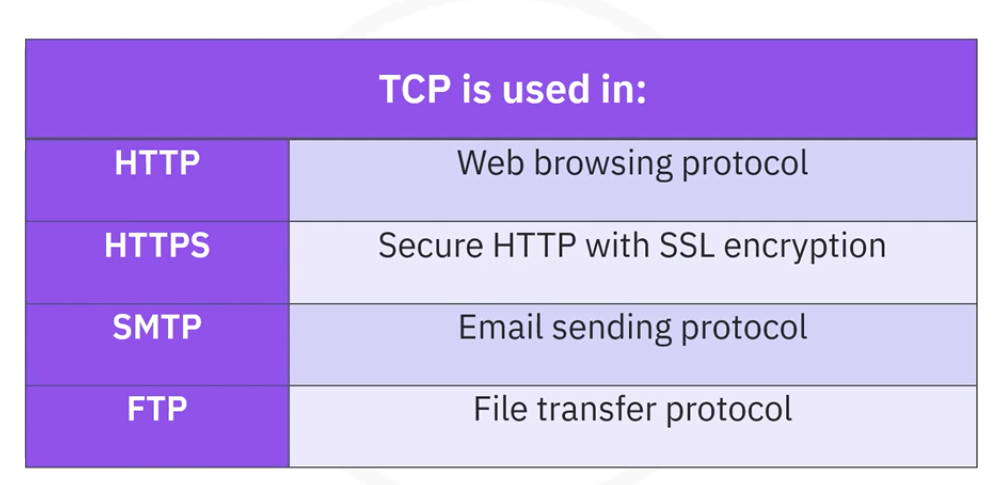 TCP is used in:
HTTP Web browsing protocol
HTTPS Secure HTTP with SSL encryption
SMTP Email sending protocol
FTP File transfer protocol